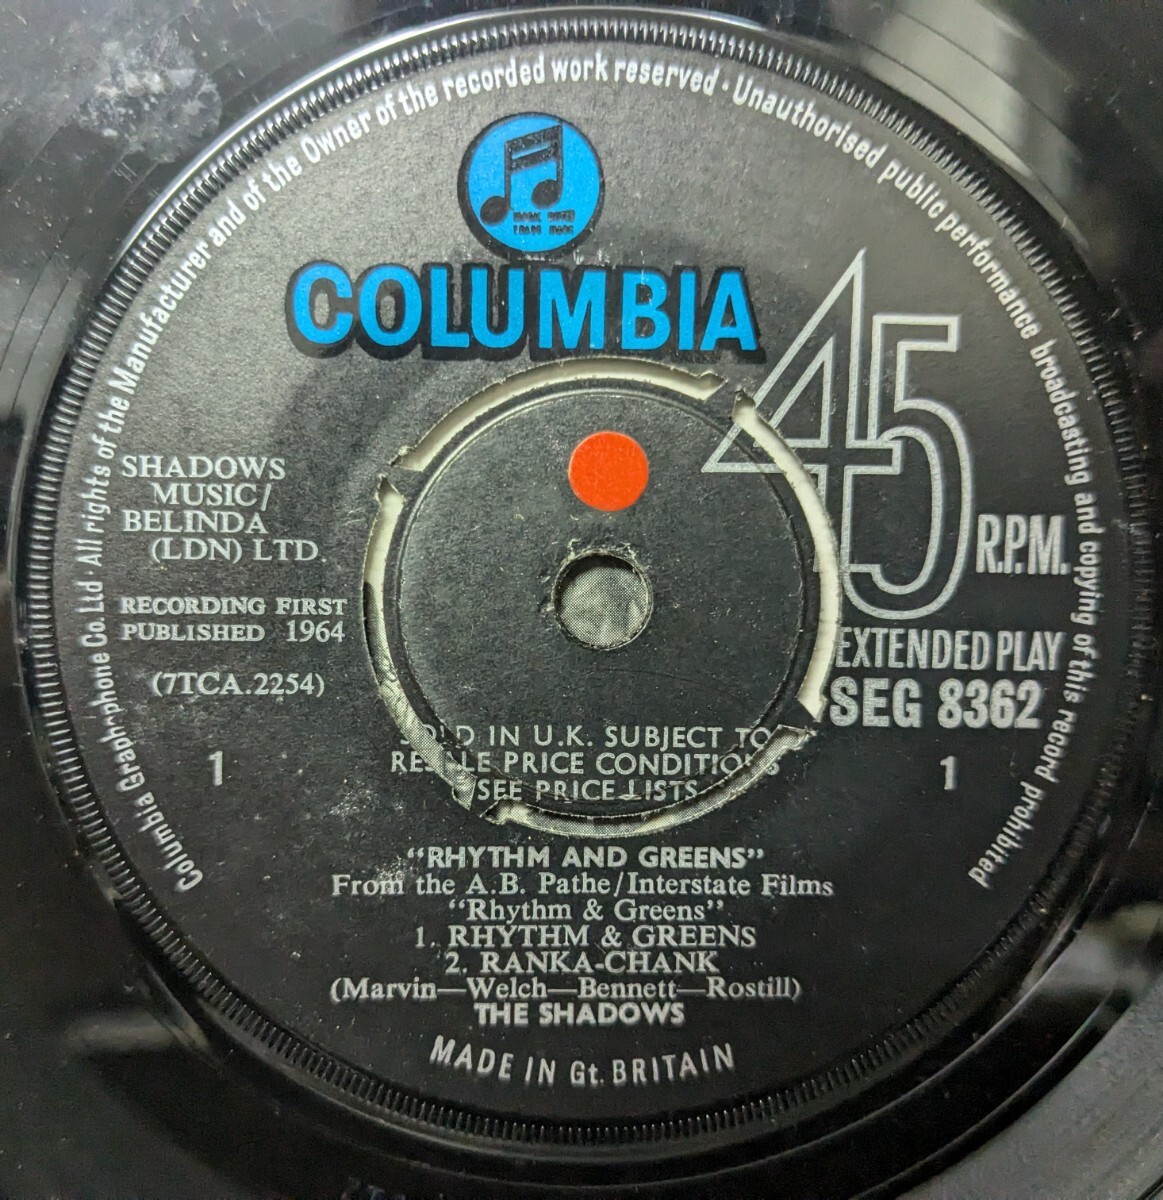 Columbia Graphophone Co. Ltd All rights of the Manufacturer and of the Owner of the recorded work reserved · Unauthorised public performance broadcasting and copying of this record prohibited
TRADE MARK
COLUMBIA
45
R.P.M.
EXTENDED PLAY
SEG 8362
1
SHADOWS
MUSIC/
BELINDA
(LDN) LTD.
RECORDING FIRST
PUBLISHED 1964
(7TCA.2254)
1
SOLD IN U.K. SUBJECT TO
RESALE PRICE CONDITIONS
SEE PRICE LISTS
"RHYTHM AND GREENS"
From the A.B. Pathe/Interstate Films
"Rhythm & Greens"
1. RHYTHM & GREENS
2. RANKA-CHANK
(Marvin—Welch—Bennett—Rostill)
THE SHADOWS
MADE IN Gt. BRITAIN